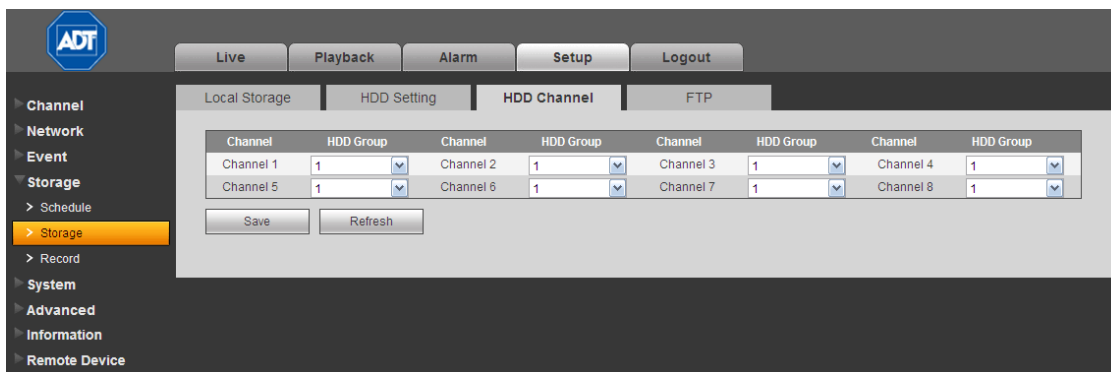 ADT
Live Playback Alarm Setup Logout
Local Storage HDD Setting HDD Channel FTP
Channel
Network
Event
Storage
> Schedule
> Storage
> Record
System
Advanced
Information
Remote Device
Channel HDD Group Channel HDD Group Channel HDD Group Channel HDD Group
Channel 1 1 Channel 2 1 Channel 3 1 Channel 4 1
Channel 5 1 Channel 6 1 Channel 7 1 Channel 8 1
Save Refresh